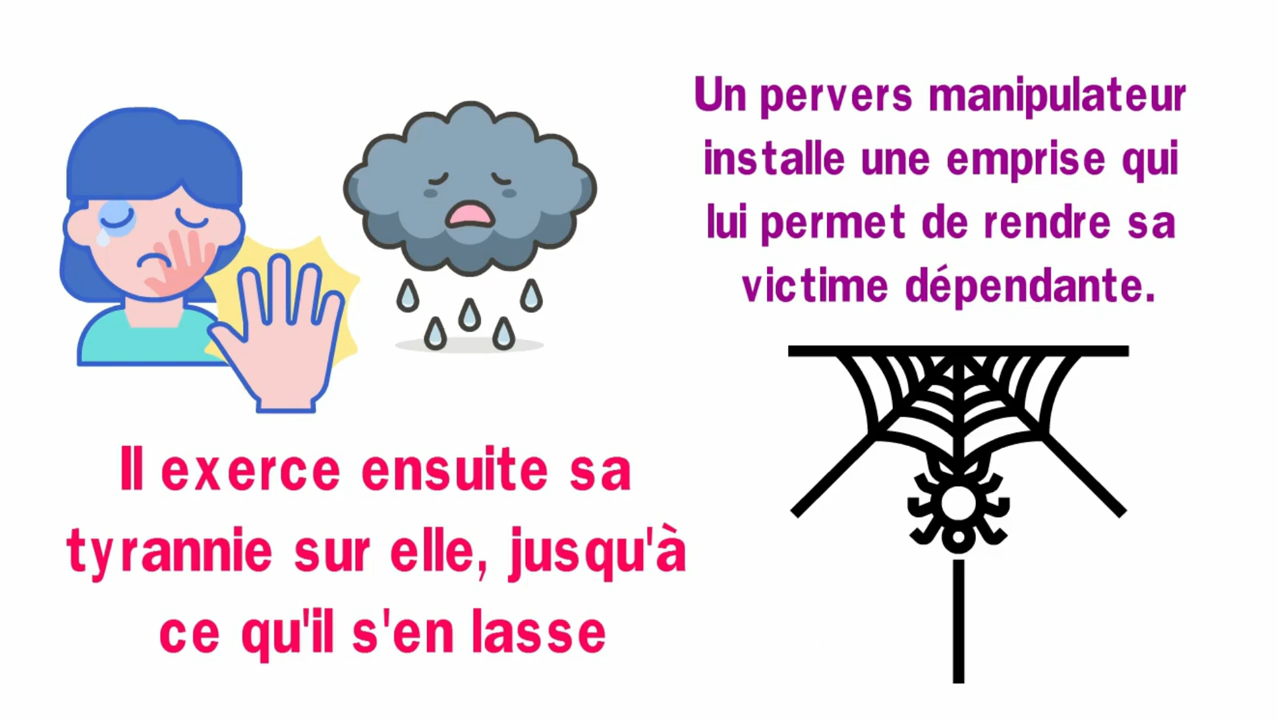 Un pervers manipulateur
installe une emprise qui
lui permet de rendre sa
victime dépendante.
Il exerce ensuite sa
tyrannie sur elle, jusqu'à
ce qu'il s'en lasse